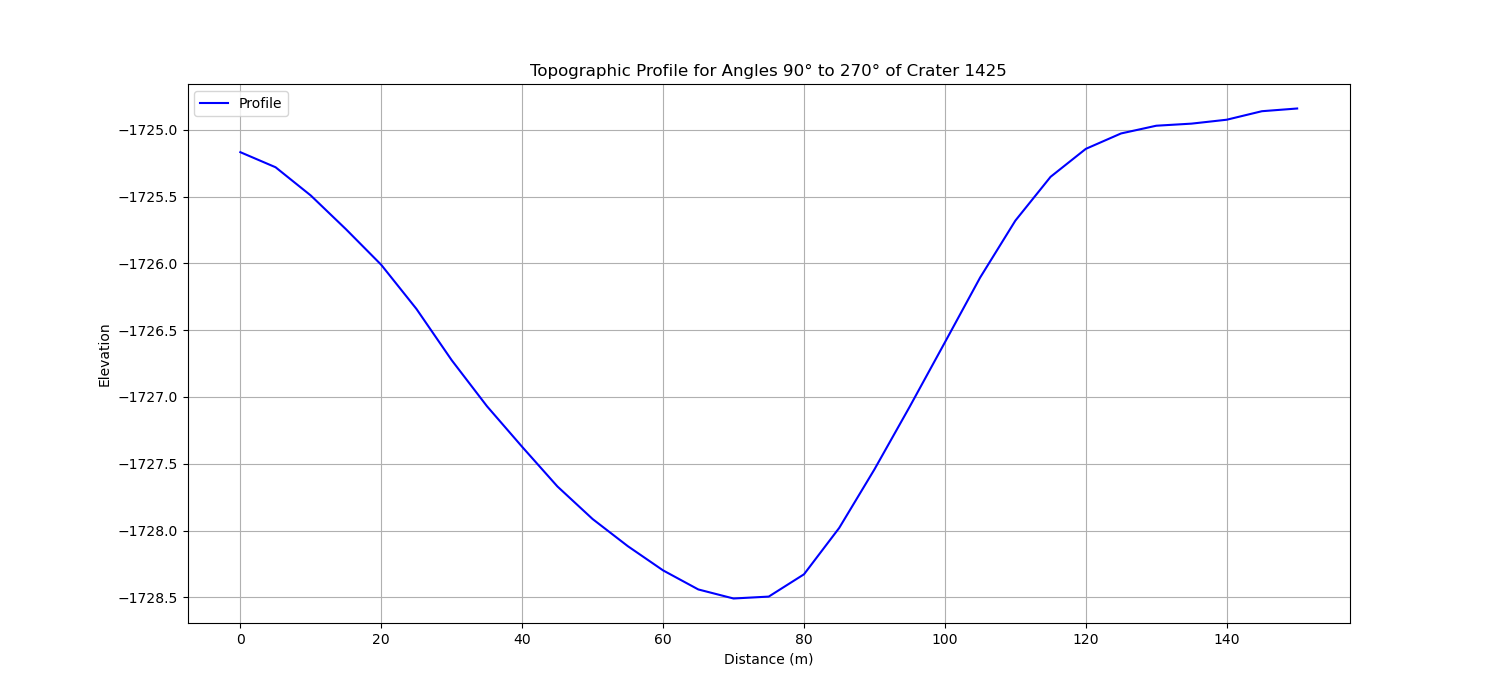 Topographic Profile for Angles 90° to 270° of Crater 1425
Profile
−1725.0
−1725.5
−1726.0
−1726.5
−1727.0
−1727.5
−1728.0
−1728.5
Elevation
0 20 40 60 80 100 120 140
Distance (m)